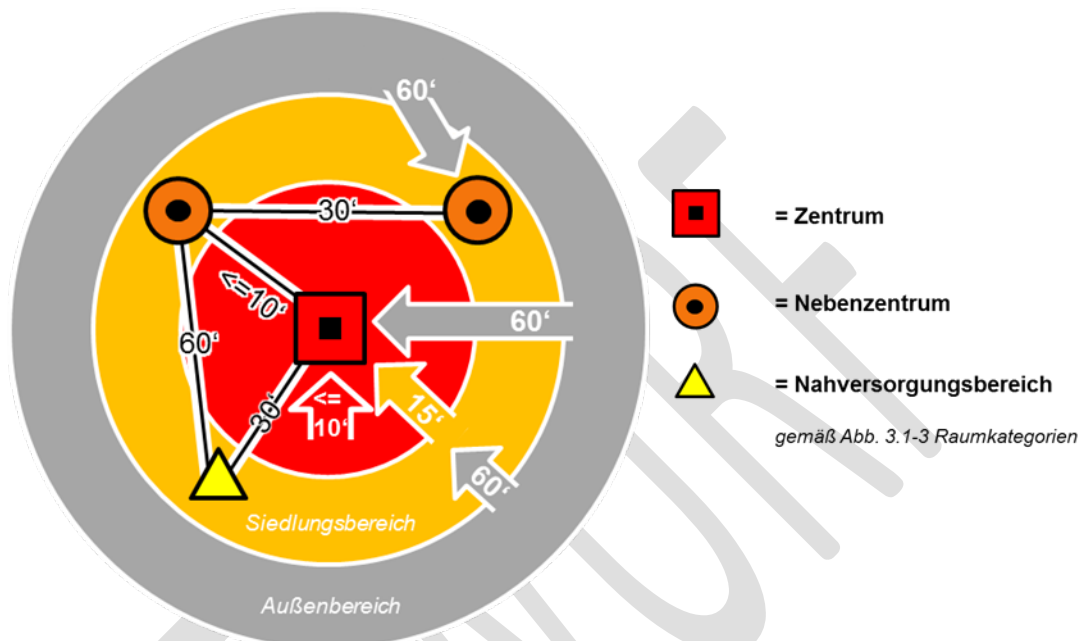 60‘
30‘
<=10‘
60‘
60‘
30‘
<=
10‘
15‘
60‘
Siedlungsbereich
Außenbereich
= Zentrum
= Nebenzentrum
= Nahversorgungsbereich
gemäß Abb. 3.1-3 Raumkategorien